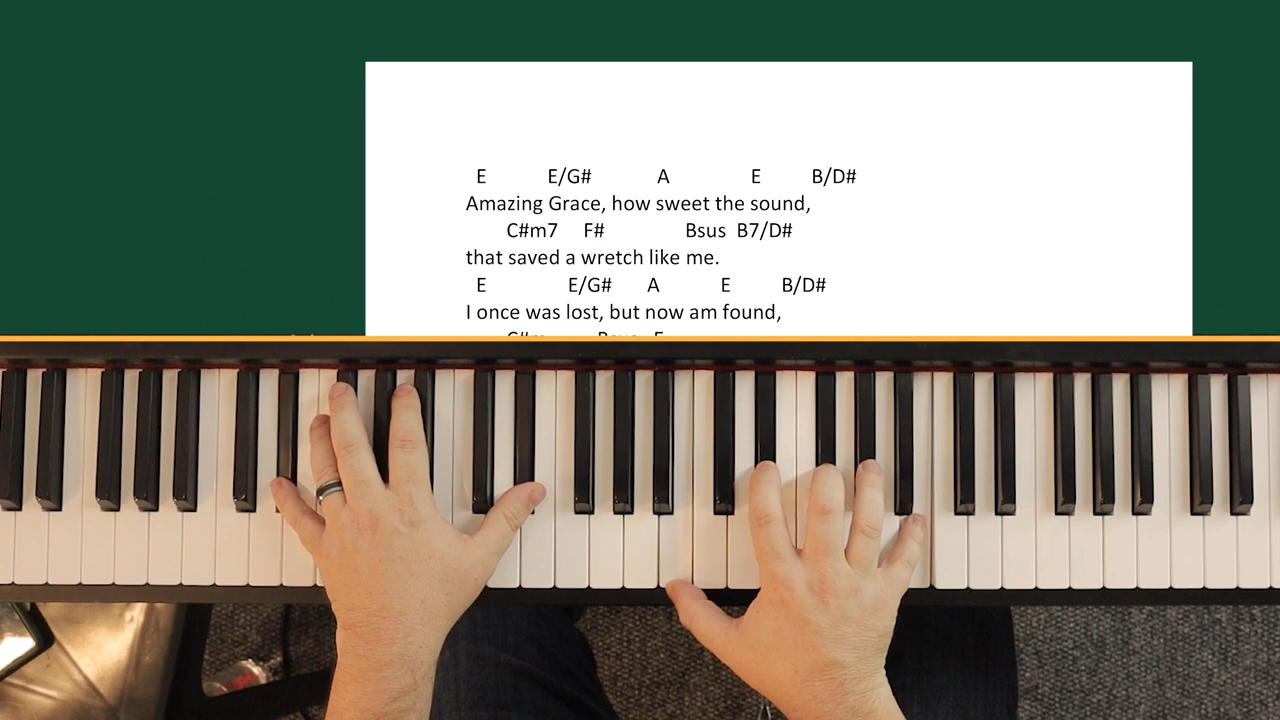 E E/G# A E B/D#
Amazing Grace, how sweet the sound,
C#m7 F# Bsus B7/D#
that saved a wretch like me.
E E/G# A E B/D#
I once was lost, but now am found,